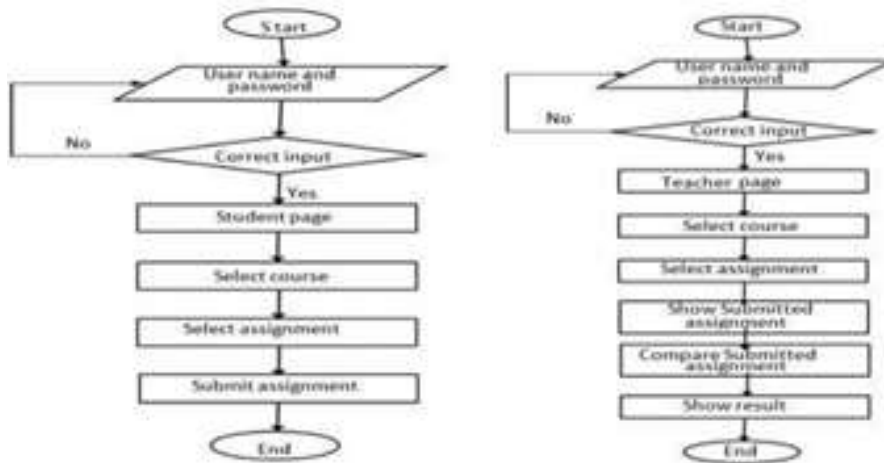 Start
User name and
password
No
Correct input
Yes
Student page
Select course
Select assignment
Submit assignment
End
Start
User name and
password
No
Correct input
Yes
Teacher page
Select course
Select assignment
Show Submitted
assignment
Compare Submitted
assignment
Show result
End